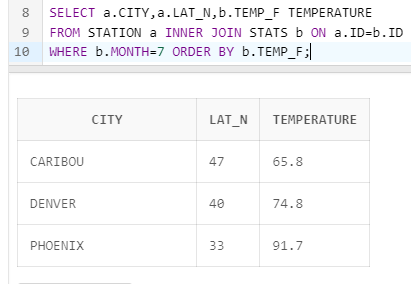 8 SELECT a.CITY,a.LAT_N,b.TEMP_F TEMPERATURE
9 FROM STATION a INNER JOIN STATS b ON a.ID=b.ID
10 WHERE b.MONTH=7 ORDER BY b.TEMP_F;
CITY LAT_N TEMPERATURE
CARIBOU 47 65.8
DENVER 40 74.8
PHOENIX 33 91.7